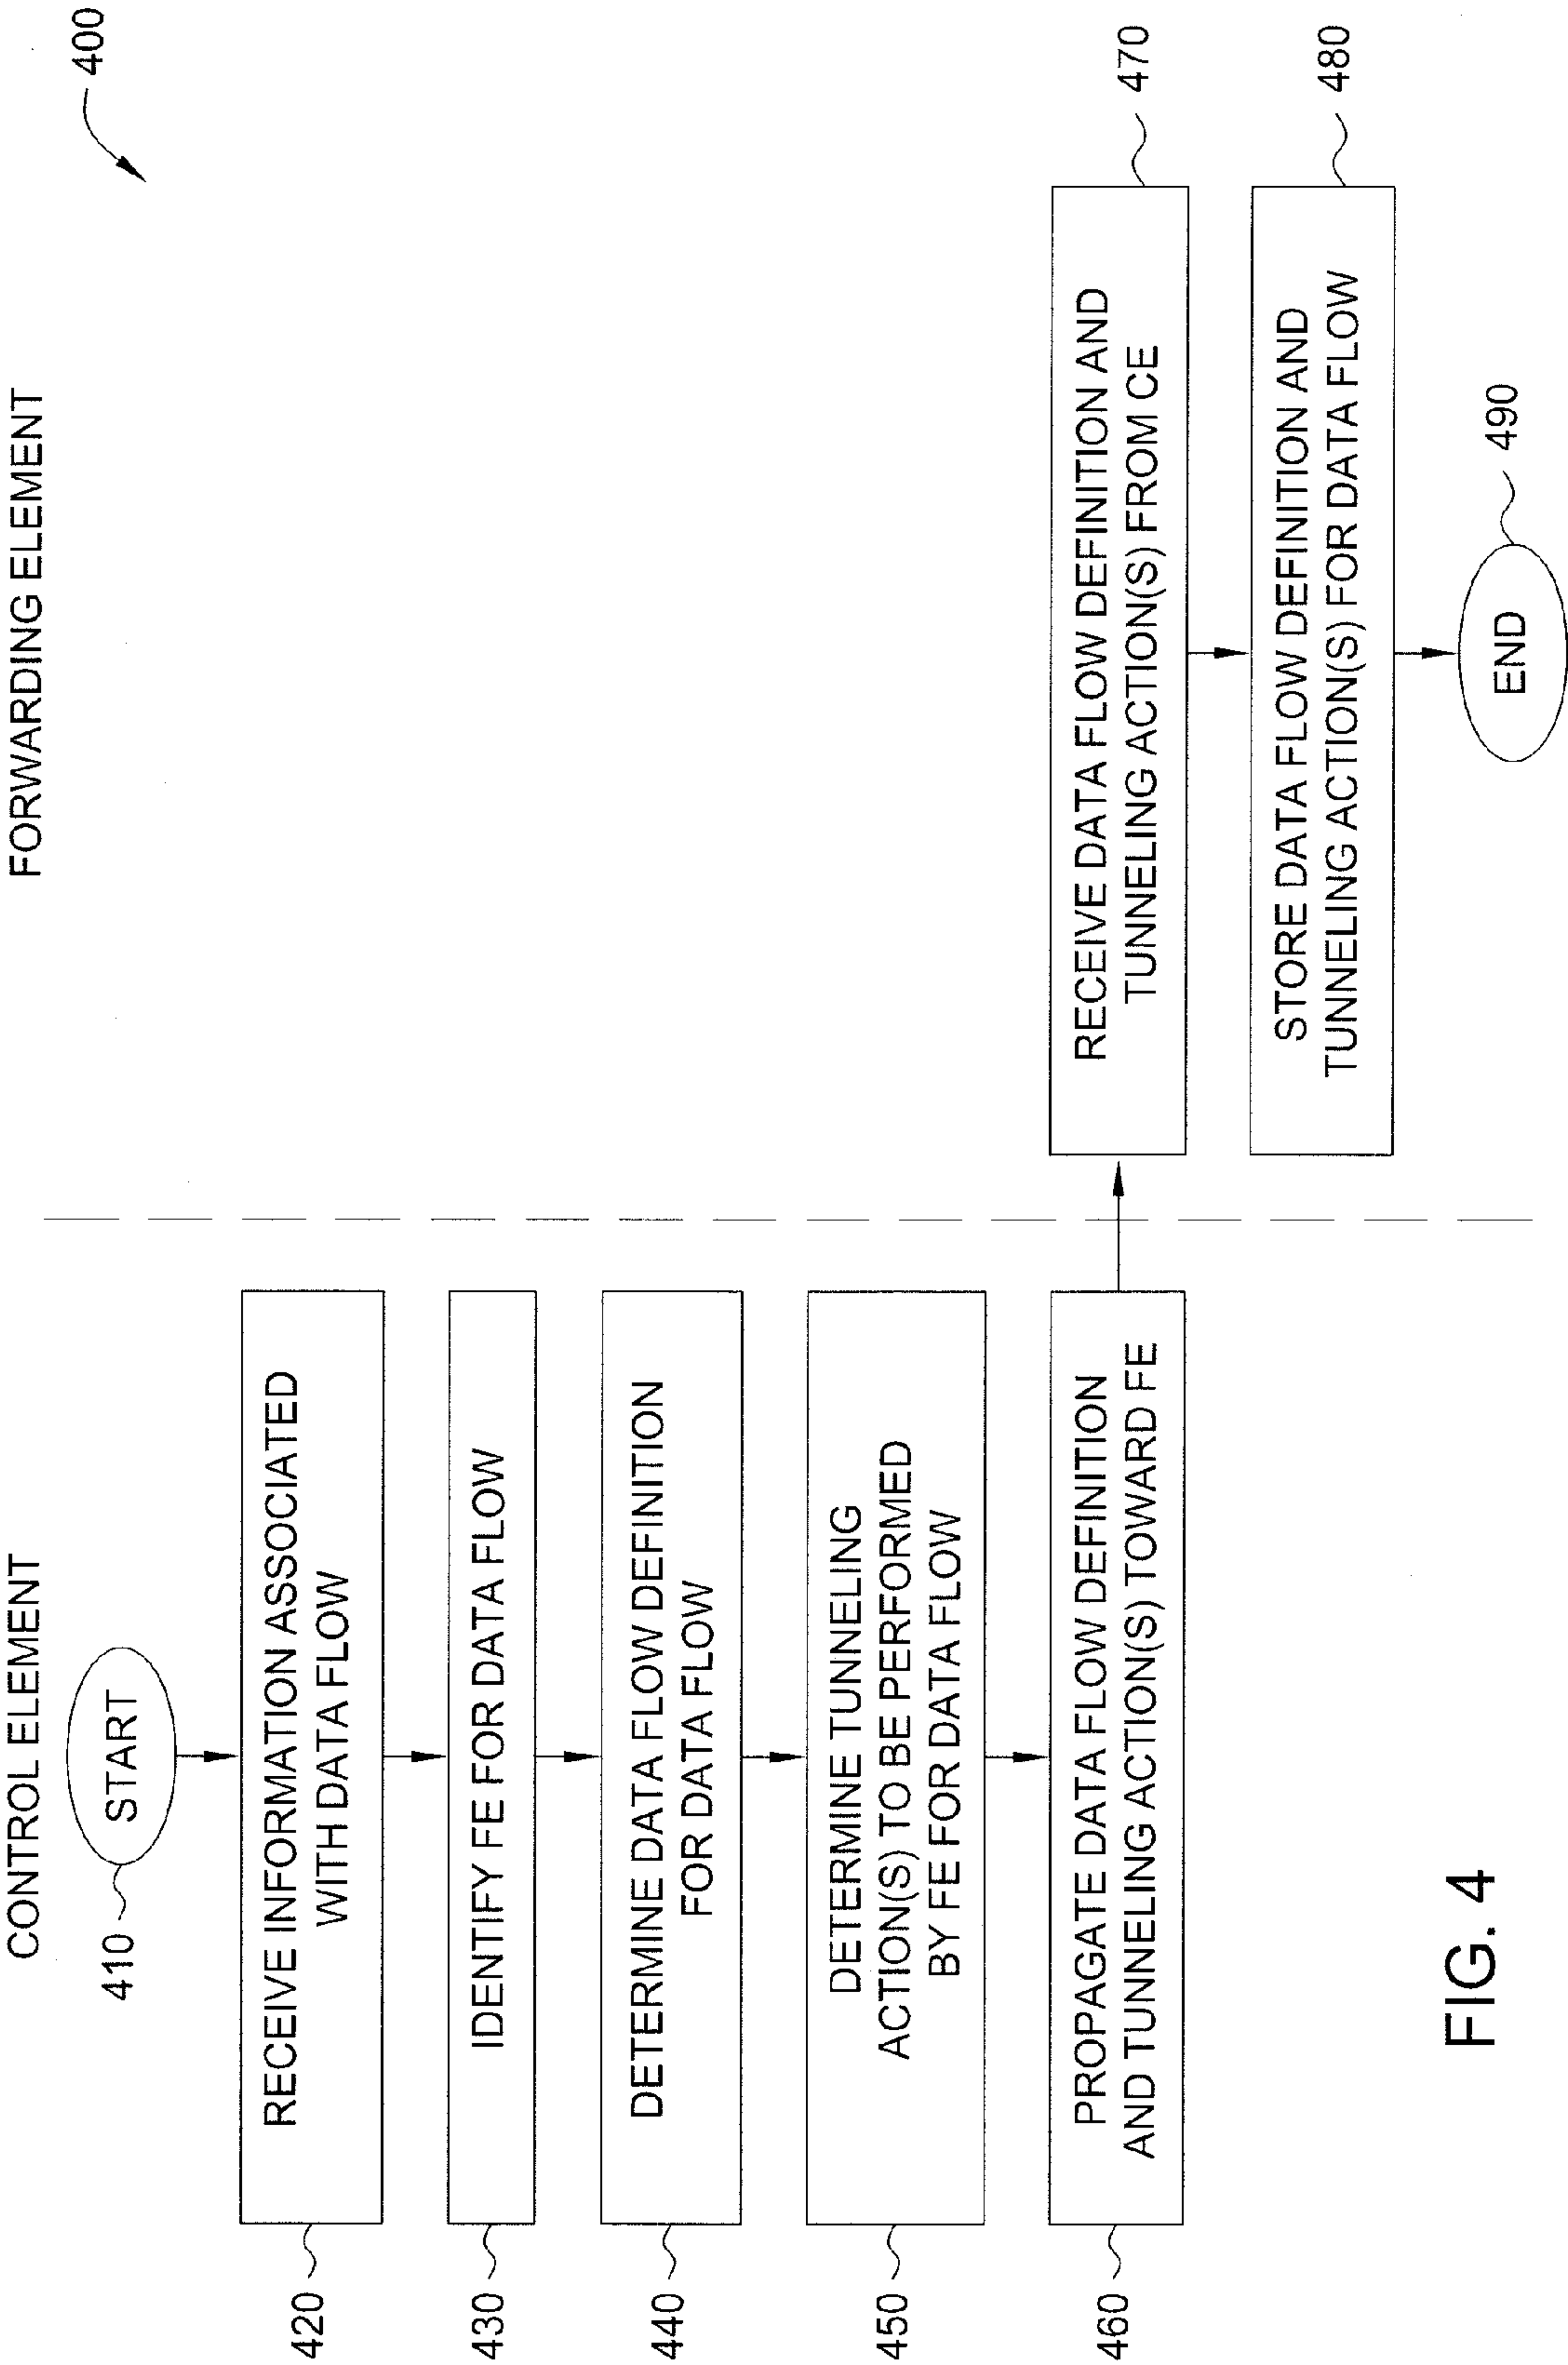 CONTROL ELEMENT
FORWARDING ELEMENT
400
410
START
420
RECEIVE INFORMATION ASSOCIATED
WITH DATA FLOW
430
IDENTIFY FE FOR DATA FLOW
440
DETERMINE DATA FLOW DEFINITION
FOR DATA FLOW
450
DETERMINE TUNNELING
ACTION(S) TO BE PERFORMED
BY FE FOR DATA FLOW
460
PROPAGATE DATA FLOW DEFINITION
AND TUNNELING ACTION(S) TOWARD FE
RECEIVE DATA FLOW DEFINITION AND
TUNNELING ACTION(S) FROM CE
470
STORE DATA FLOW DEFINITION AND
TUNNELING ACTION(S) FOR DATA FLOW
480
END
490
FIG. 4